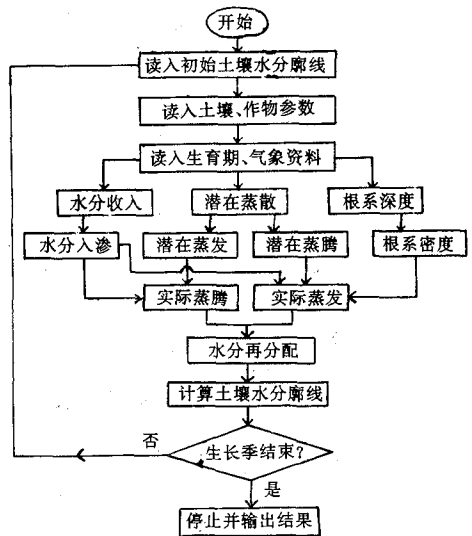 开始
读入初始土壤水分廓线
读入土壤、作物参数
读入生育期、气象资料
水分收入
潜在蒸散
根系深度
水分入渗
潜在蒸发
潜在蒸腾
根系密度
实际蒸腾
实际蒸发
水分再分配
计算土壤水分廓线
否
生长季结束?
是
停止并输出结果